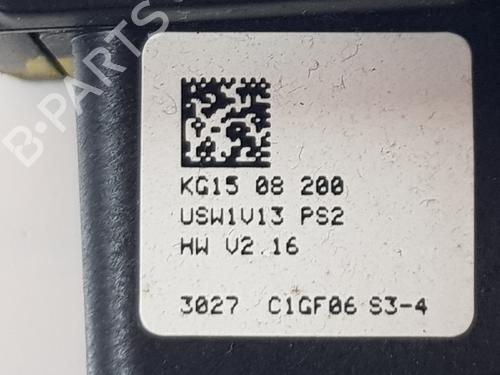 B-PARTS
KG15 08 200
USW1V13 PS2
HW V2.16
3027 C1GF06 S3-4